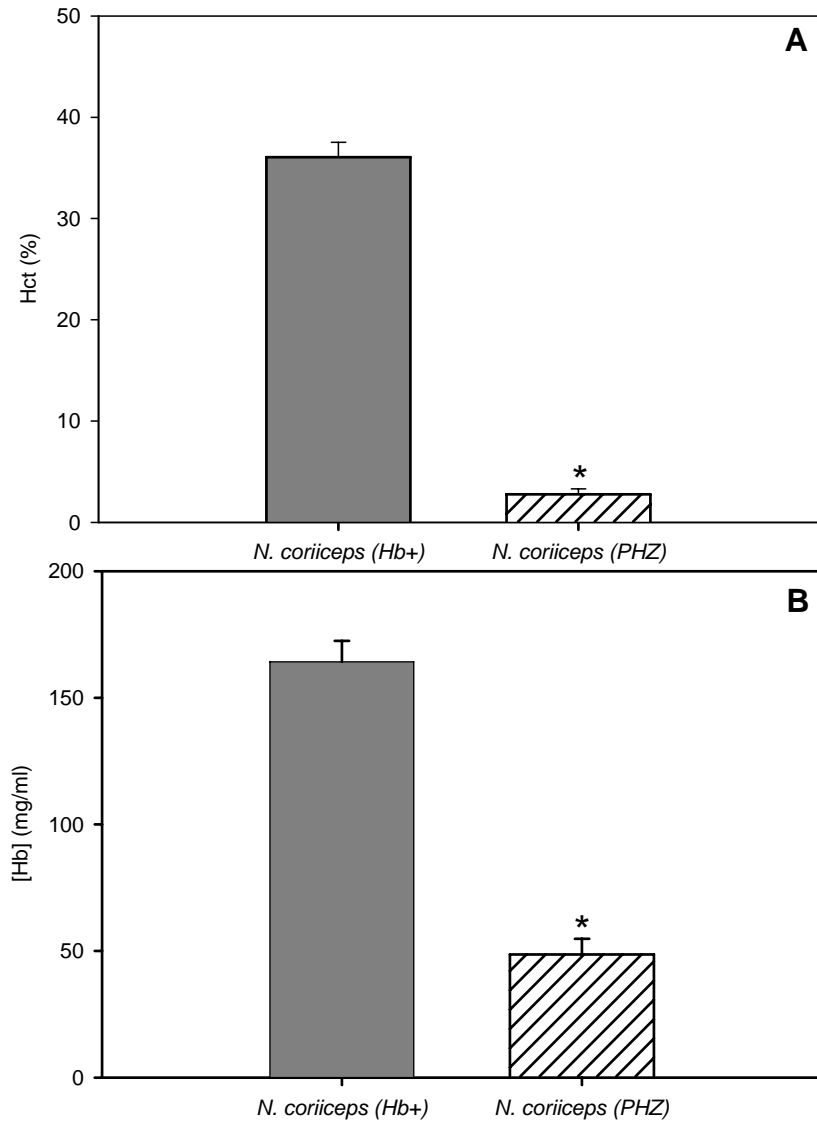 A
50
40
30
20
10
0
Hct (%)
*
N. coriiceps (Hb+) N. coriiceps (PHZ)
B
200
150
100
50
0
[Hb] (mg/ml)
*
N. coriiceps (Hb+) N. coriiceps (PHZ)